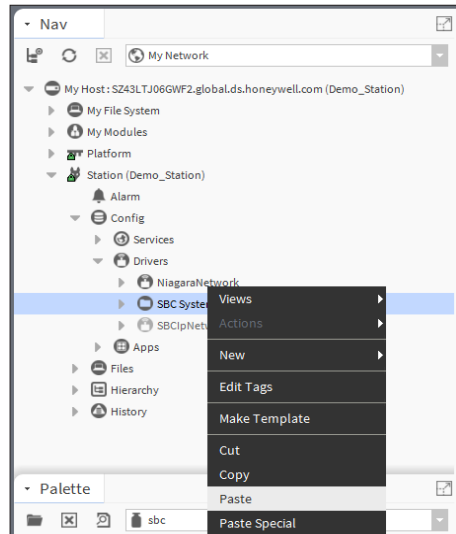 Nav
My Network
My Host : SZ43LTJ06GWF2.global.ds.honeywell.com (Demo_Station)
My File System
My Modules
Platform
Station (Demo_Station)
Alarm
Config
Services
Drivers
NiagaraNetwork
SBC Syste
SBCIpNet
Apps
Files
Hierarchy
History
Views
Actions
New
Edit Tags
Make Template
Cut
Copy
Paste
Paste Special
Palette
sbc